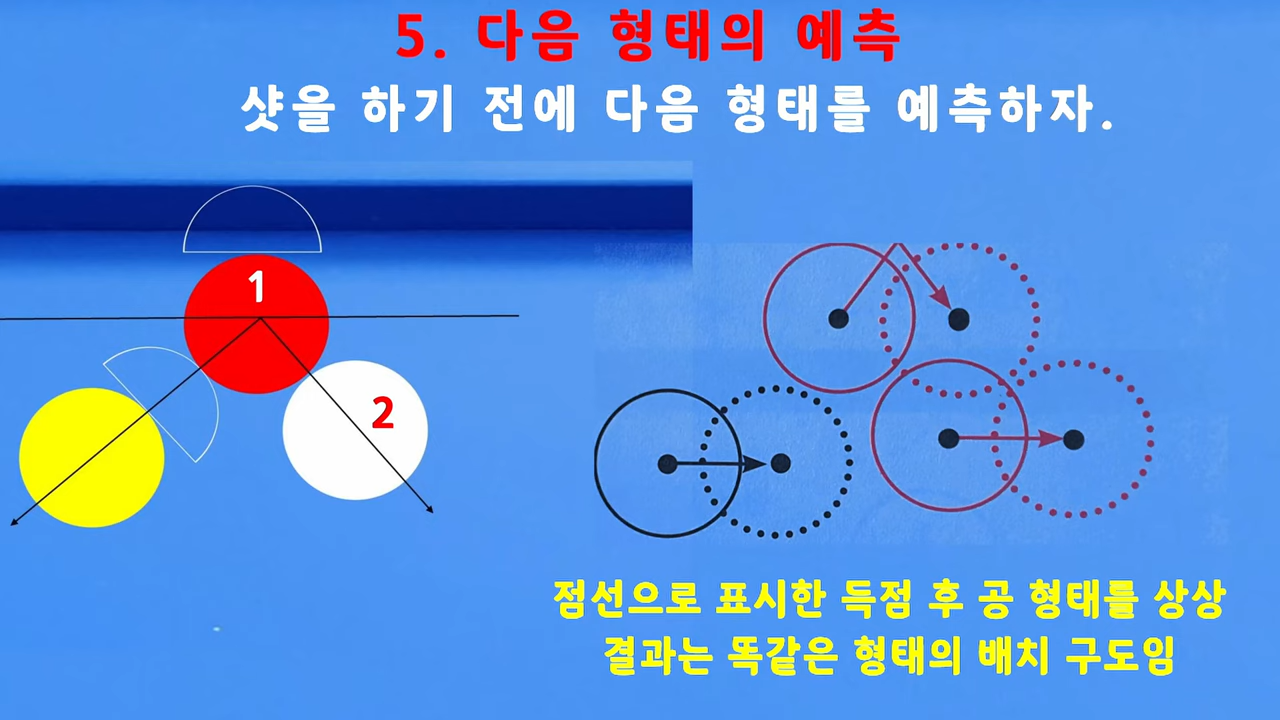 5. 다음 형태의 예측
샷을 하기 전에 다음 형태를 예측하자.
1
2
점선으로 표시한 득점 후 공 형태를 상상
결과는 똑같은 형태의 배치 구도임